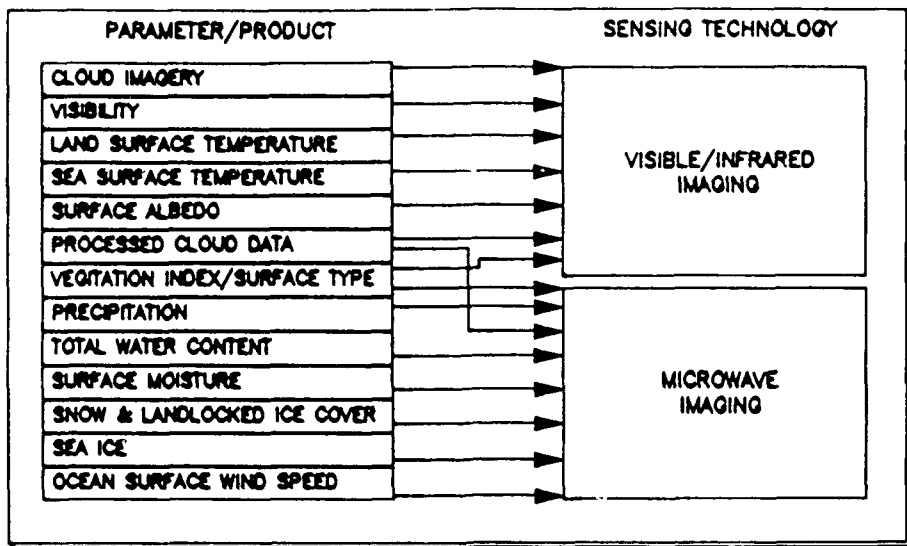 PARAMETER/PRODUCT
SENSING TECHNOLOGY
CLOUD IMAGERY
VISIBILITY
LAND SURFACE TEMPERATURE
SEA SURFACE TEMPERATURE
SURFACE ALBEDO
PROCESSED CLOUD DATA
VEGITATION INDEX/SURFACE TYPE
PRECIPITATION
TOTAL WATER CONTENT
SURFACE MOISTURE
SNOW & LANDLOCKED ICE COVER
SEA ICE
OCEAN SURFACE WIND SPEED
VISIBLE/INFRARED
IMAGING
MICROWAVE
IMAGING